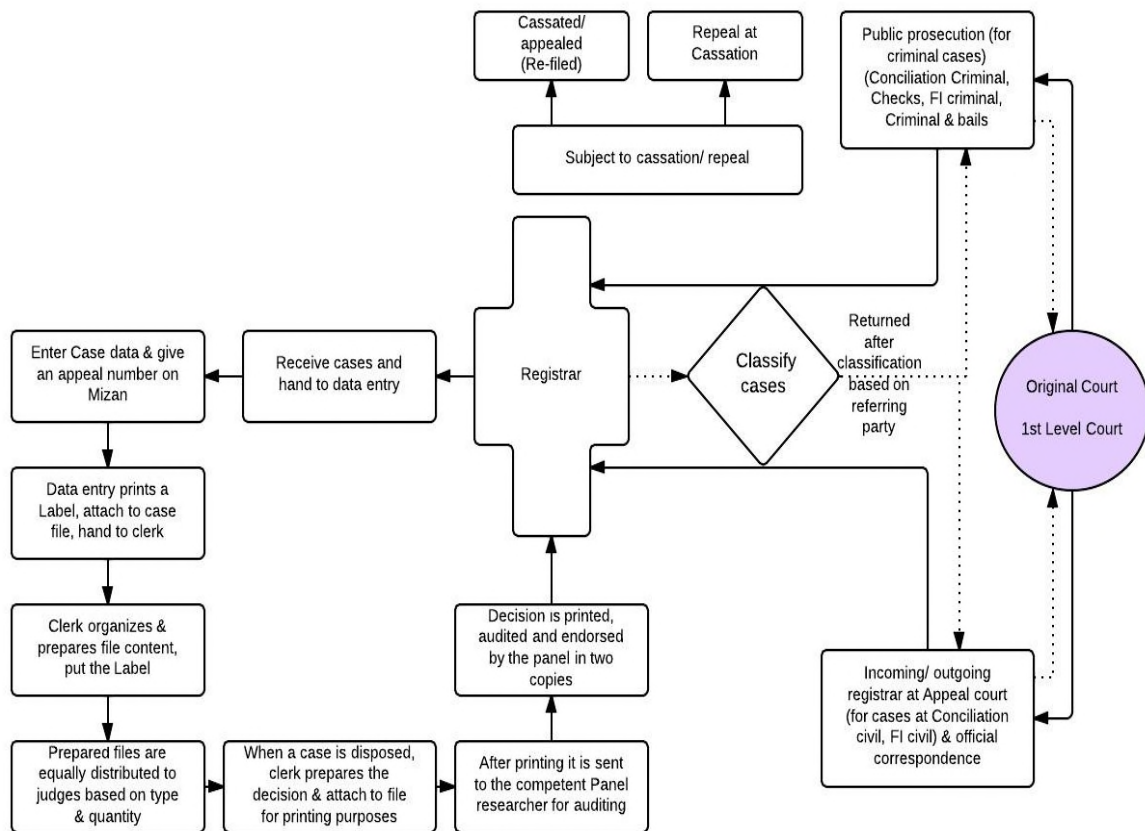 Cassated/
appealed
(Re-filed)
Repeal at
Cassation
Public prosecution (for
criminal cases)
(Conciliation Criminal,
Checks, FI criminal,
Criminal & bails
Subject to cassation/ repeal
Enter Case data & give
an appeal number on
Mizan
Receive cases and
hand to data entry
Registrar
Classify
cases
Returned
after
classification
based on
referring
party
Original Court
1st Level Court
Data entry prints a
Label, attach to case
file, hand to clerk
Clerk organizes &
prepares file content,
put the Label
Decision is printed,
audited and endorsed
by the panel in two
copies
Incoming/ outgoing
registrar at Appeal court
(for cases at Conciliation
civil, FI civil) & official
correspondence
Prepared files are
equally distributed to
judges based on type
& quantity
When a case is disposed,
clerk prepares the
decision & attach to file
for printing purposes
After printing it is sent
to the competent Panel
researcher for auditing